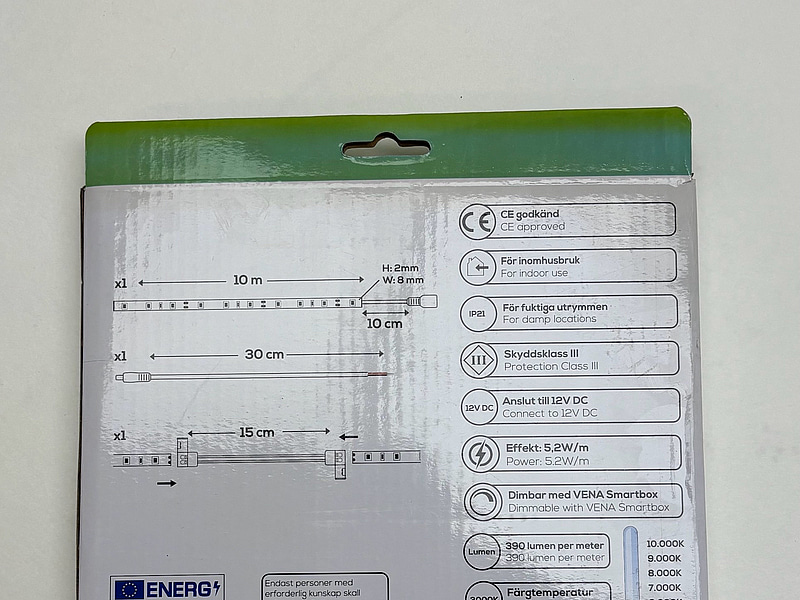 x1
10 m
H: 2mm
W: 8 mm
10 cm
x1
30 cm
x1
15 cm
CE
CE godkänd
CE approved
För inomhusbruk
For indoor use
IP21
För fuktiga utrymmen
For damp locations
III
Skyddsklass III
Protection Class III
12V DC
Anslut till 12V DC
Connect to 12V DC
Effekt: 5,2W/m
Power: 5.2W/m
Dimbar med VENA Smartbox
Dimmable with VENA Smartbox
Lumen
390 lumen per meter
390 lumen per meter
10.000K
9.000K
8.000K
7.000K
3000K
Färgtemperatur
ENERG
Endast personer med
erforderlig kunskap skall